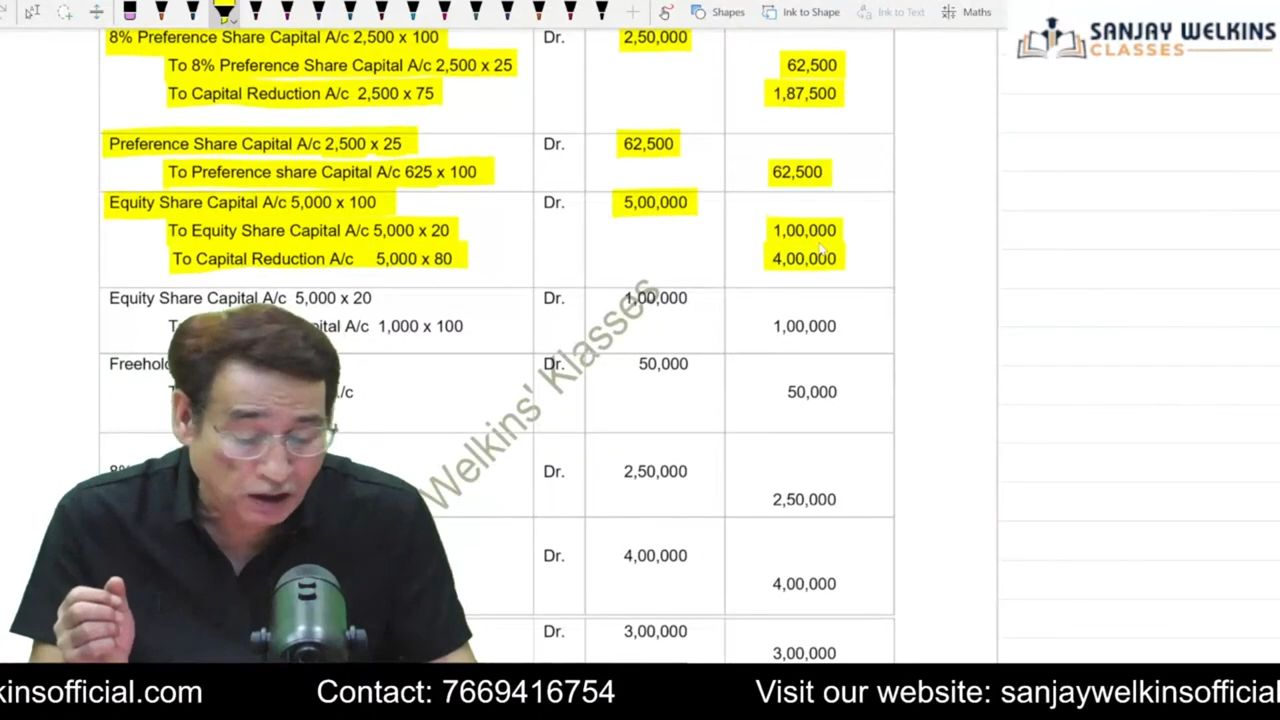 Shapes
Ink to Shape
Ink to Text
Maths
SANJAY WELKINS
CLASSES
8% Preference Share Capital A/c 2,500 x 100 Dr. 2,50,000
To 8% Preference Share Capital A/c 2,500 x 25 62,500
To Capital Reduction A/c 2,500 x 75 1,87,500
Preference Share Capital A/c 2,500 x 25 Dr. 62,500
To Preference share Capital A/c 625 x 100 62,500
Equity Share Capital A/c 5,000 x 100 Dr. 5,00,000
To Equity Share Capital A/c 5,000 x 20 1,00,000
To Capital Reduction A/c 5,000 x 80 4,00,000
Equity Share Capital A/c 5,000 x 20 Dr. 1,00,000
A/c 1,000 x 100 1,00,000
Dr. 50,000
/c 50,000
Dr. 2,50,000
2,50,000
Dr. 4,00,000
4,00,000
Dr. 3,00,000
3,00,000
Welkins' Klasses
kinsofficial.com Contact: 7669416754 Visit our website: sanjaywelkinsofficial